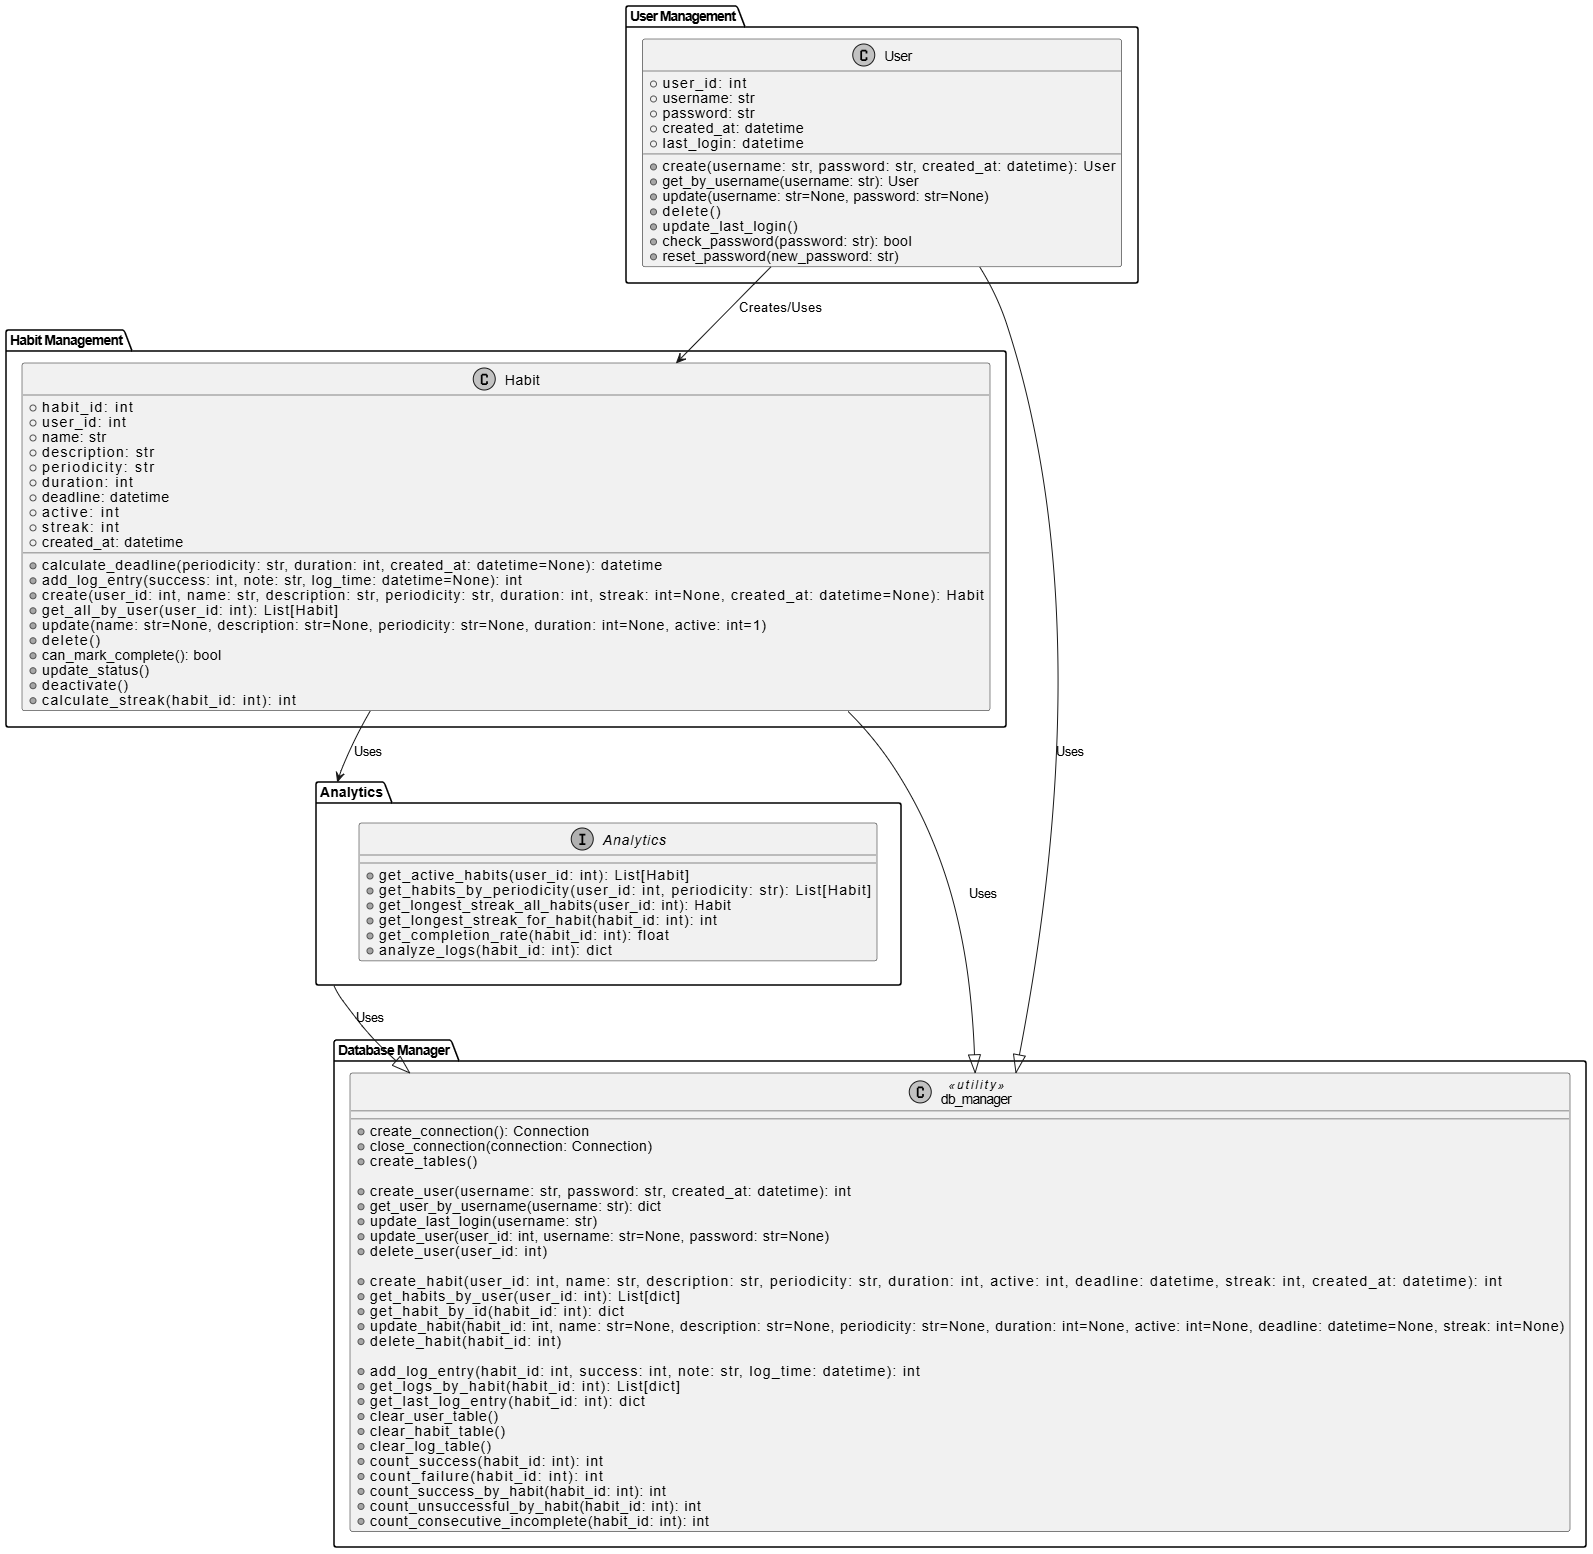 User Management
C User
user_id: int
username: str
password: str
created_at: datetime
last_login: datetime
create(username: str, password: str, created_at: datetime): User
get_by_username(username: str): User
update(username: str=None, password: str=None)
delete()
update_last_login()
check_password(password: str): bool
reset_password(new_password: str)
Creates/Uses
Habit Management
C Habit
habit_id: int
user_id: int
name: str
description: str
periodicity: str
duration: int
deadline: datetime
active: int
streak: int
created_at: datetime
calculate_deadline(periodicity: str, duration: int, created_at: datetime=None): datetime
add_log_entry(success: int, note: str, log_time: datetime=None): int
create(user_id: int, name: str, description: str, periodicity: str, duration: int, streak: int=None, created_at: datetime=None): Habit
get_all_by_user(user_id: int): List[Habit]
update(name: str=None, description: str=None, periodicity: str=None, duration: int=None, active: int=1)
delete()
can_mark_complete(): bool
update_status()
deactivate()
calculate_streak(habit_id: int): int
Uses
Uses
Analytics
I Analytics
get_active_habits(user_id: int): List[Habit]
get_habits_by_periodicity(user_id: int, periodicity: str): List[Habit]
get_longest_streak_all_habits(user_id: int): Habit
get_longest_streak_for_habit(habit_id: int): int
get_completion_rate(habit_id: int): float
analyze_logs(habit_id: int): dict
Uses
Uses
Database Manager
«utility»
C db_manager
create_connection(): Connection
close_connection(connection: Connection)
create_tables()
create_user(username: str, password: str, created_at: datetime): int
get_user_by_username(username: str): dict
update_last_login(username: str)
update_user(user_id: int, username: str=None, password: str=None)
delete_user(user_id: int)
create_habit(user_id: int, name: str, description: str, periodicity: str, duration: int, active: int, deadline: datetime, streak: int, created_at: datetime): int
get_habits_by_user(user_id: int): List[dict]
get_habit_by_id(habit_id: int): dict
update_habit(habit_id: int, name: str=None, description: str=None, periodicity: str=None, duration: int=None, active: int=None, deadline: datetime=None, streak: int=None)
delete_habit(habit_id: int)
add_log_entry(habit_id: int, success: int, note: str, log_time: datetime): int
get_logs_by_habit(habit_id: int): List[dict]
get_last_log_entry(habit_id: int): dict
clear_user_table()
clear_habit_table()
clear_log_table()
count_success(habit_id: int): int
count_failure(habit_id: int): int
count_success_by_habit(habit_id: int): int
count_unsuccessful_by_habit(habit_id: int): int
count_consecutive_incomplete(habit_id: int): int